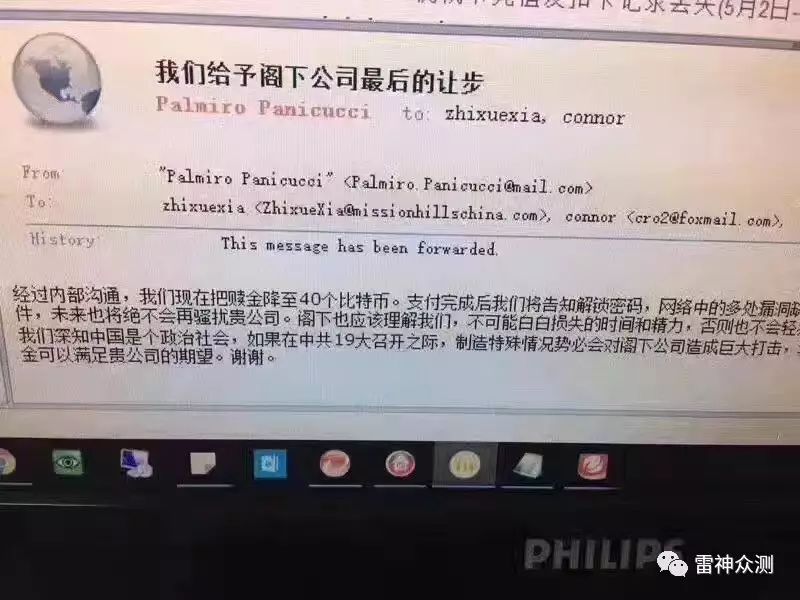 记录丢失(5月2日
我们给予阁下公司最后的让步
Palmiro Panicucci to: zhixuexia, connor
From "Palmiro Panicucci" <Palmiro.Panicucci@mail.com>
To: zhixuexia <ZhixueXia@missionhillschina.com>, connor <cro2@foxmail.com>,
History: This message has been forwarded.
经过内部沟通，我们现在把赎金降至40个比特币。支付完成后我们将告知解锁密码，网络中的多处漏洞
件，未来也将绝不会再骚扰贵公司。阁下也应该理解我们，不可能白白损失的时间和精力，否则也不会轻
我们深知中国是个政治社会，如果在中共19大召开之际，制造特殊情况势必会对阁下公司造成巨大打击，
金可以满足贵公司的期望。谢谢。
PHILIPS
雷神众测